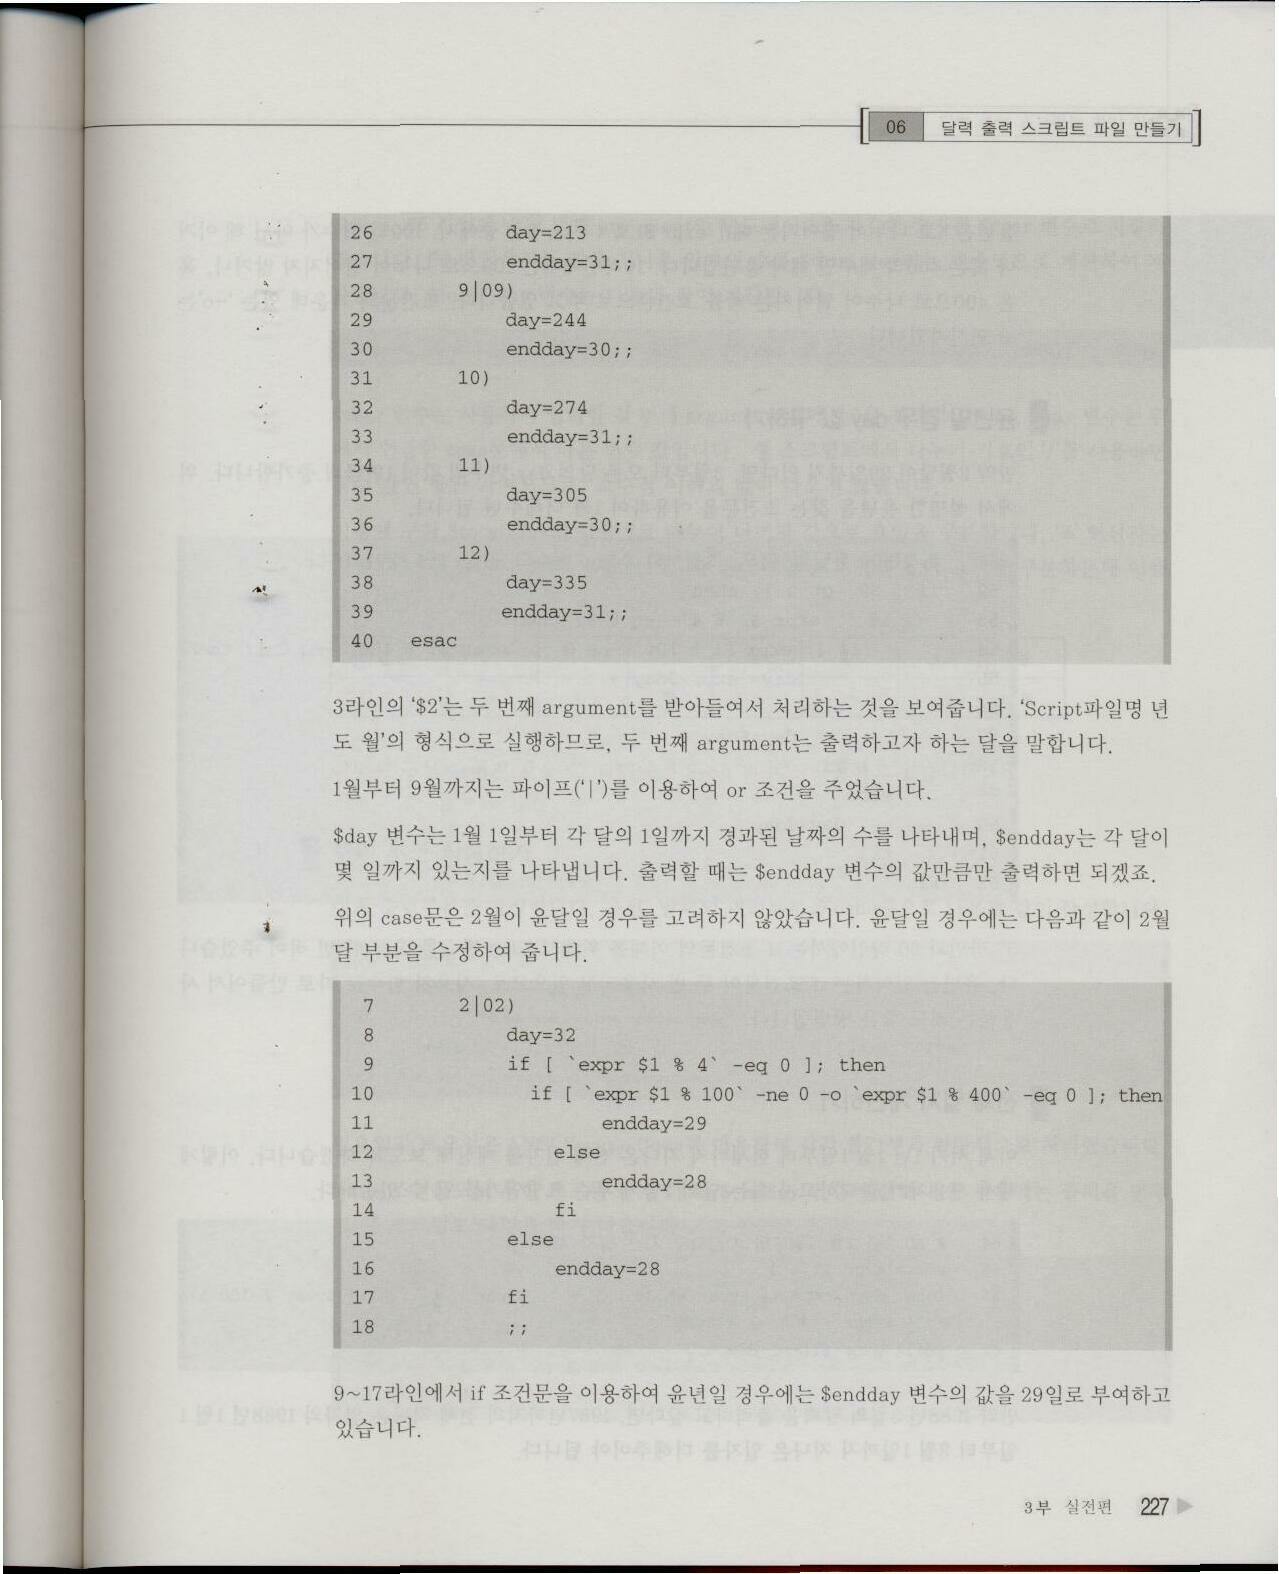 06 달력 출력 스크립트 파일 만들기
26 day=213
27 endday=31;;
28 9|09)
29 day=244
30 endday=30;;
31 10)
32 day=274
33 endday=31;;
34 11)
35 day=305
36 endday=30;;
37 12)
38 day=335
39 endday=31;;
40 esac
3라인의 ‘$2’는 두 번째 argument를 받아들여서 처리하는 것을 보여줍니다. ‘Script파일명 년
도 월’의 형식으로 실행하므로, 두 번째 argument는 출력하고자 하는 달을 말합니다.
1월부터 9월까지는 파이프(‘|’)를 이용하여 or 조건을 주었습니다.
$day 변수는 1월 1일부터 각 달의 1일까지 경과된 날짜의 수를 나타내며, $endday는 각 달이
몇 일까지 있는지를 나타냅니다. 출력할 때는 $endday 변수의 값만큼만 출력하면 되겠죠.
위의 case문은 2월이 윤달일 경우를 고려하지 않았습니다. 윤달일 경우에는 다음과 같이 2월
달 부분을 수정하여 줍니다.
7 2|02)
8 day=32
9 if [ `expr $1 % 4` -eq 0 ]; then
10 if [ `expr $1 % 100` -ne 0 -o `expr $1 % 400` -eq 0 ]; then
11 endday=29
12 else
13 endday=28
14 fi
15 else
16 endday=28
17 fi
18 ;;
9~17라인에서 if 조건문을 이용하여 윤년일 경우에는 $endday 변수의 값을 29일로 부여하고
있습니다.
3부 실전편 227